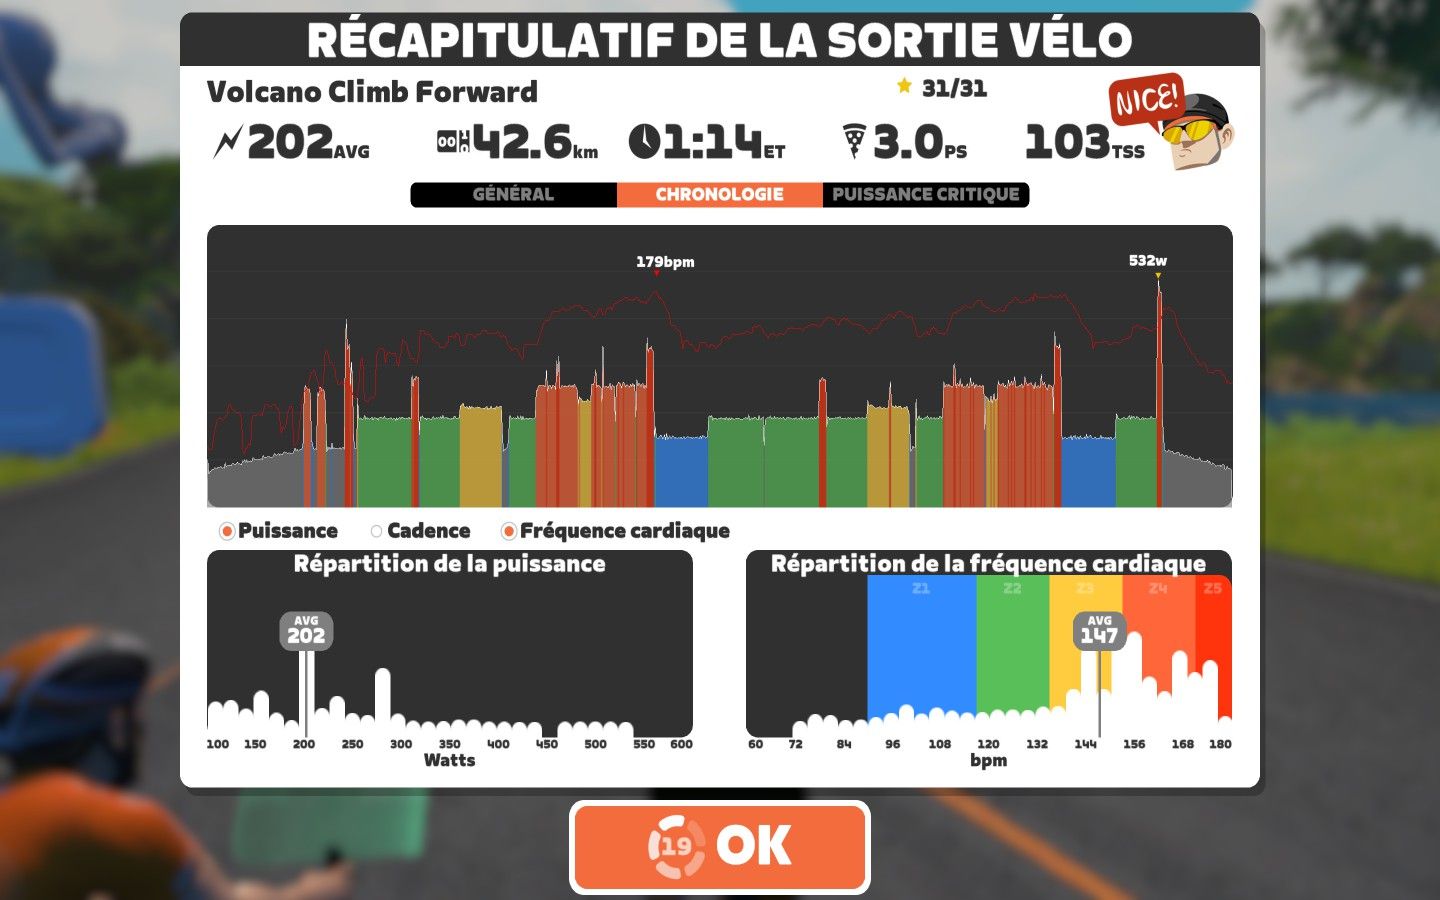 RÉCAPITULATIF DE LA SORTIE VÉLO
Volcano Climb Forward
31/31
NICE!
202AVG
42.6km
1:14ET
3.0PS
103TSS
GÉNÉRAL
CHRONOLOGIE
PUISSANCE CRITIQUE
179bpm
532w
Puissance
Cadence
Fréquence cardiaque
Répartition de la puissance
AVG
202
100 150 200 250 300 350 400 450 500 550 600
Watts
Répartition de la fréquence cardiaque
Z1 Z2 Z3 Z4 Z5
AVG
147
60 72 84 96 108 120 132 144 156 168 180
bpm
19 OK